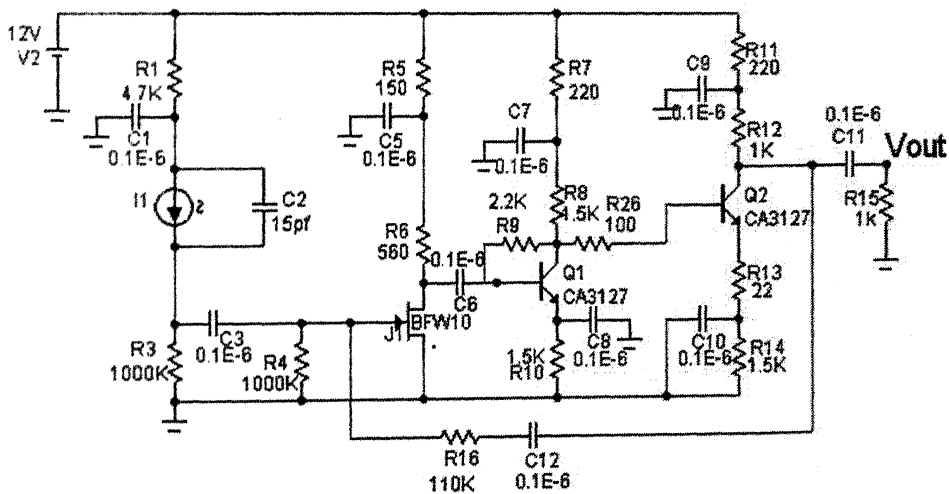 12V
V2
R1
4.7K
C1
0.1E-6
I1
C2
15pf
R3
1000K
C3
0.1E-6
R4
1000K
R5
150
C5
0.1E-6
R6
560
0.1E-6
C6
J1
BFW10
R7
220
C7
0.1E-6
2.2K
R9
R8
1.5K
R26
100
Q1
CA3127
C8
0.1E-6
1.5K
R10
R11
220
C9
0.1E-6
R12
1K
Q2
CA3127
R13
22
C10
0.1E-6
R14
1.5K
0.1E-6
C11
Vout
R15
1k
R16
110K
C12
0.1E-6